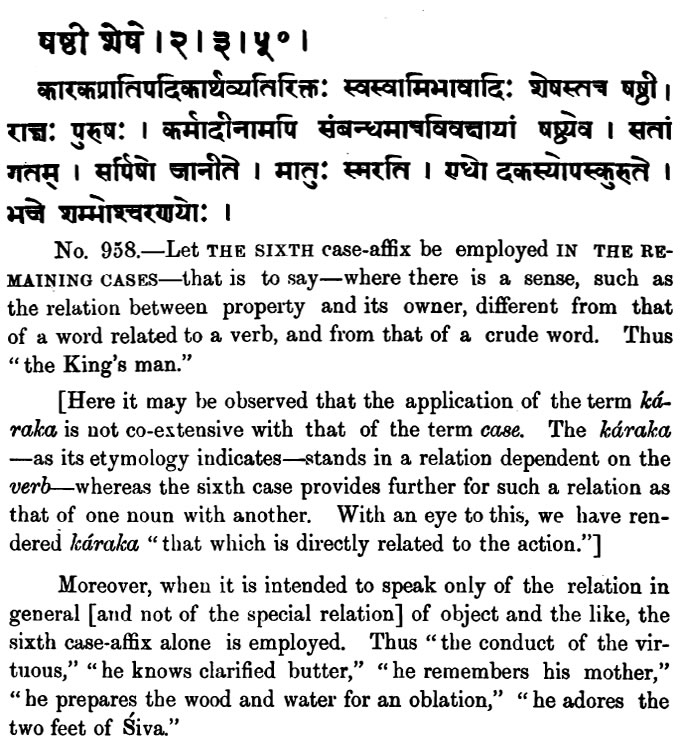 षष्ठी शेषे । २ । ३ । ५० ।
कारकप्रातिपदिकार्थव्यतिरिक्तः स्वस्वामिभावादिः शेषस्तत्र षष्ठी ।
राज्ञः पुरुषः । कर्मादीनामपि संबन्धमात्रविवक्षायां षष्ठ्येव । सतां
गतम् । सर्पिषो जानीते । मातुः स्मरति । एधो दकस्योपस्कुरुते ।
भजे शम्भोश्चरणयोः ।
No. 958.—Let THE SIXTH case-affix be employed IN THE RE-
MAINING CASES—that is to say—where there is a sense, such as
the relation between property and its owner, different from that
of a word related to a verb, and from that of a crude word. Thus
“the King’s man.”
[Here it may be observed that the application of the term ká-
raka is not co-extensive with that of the term case. The káraka
—as its etymology indicates—stands in a relation dependent on the
verb—whereas the sixth case provides further for such a relation as
that of one noun with another. With an eye to this, we have ren-
dered káraka “that which is directly related to the action.”]
Moreover, when it is intended to speak only of the relation in
general [and not of the special relation] of object and the like, the
sixth case-affix alone is employed. Thus “the conduct of the vir-
tuous,” “he knows clarified butter,” “he remembers his mother,”
“he prepares the wood and water for an oblation,” “he adores the
two feet of Śiva.”